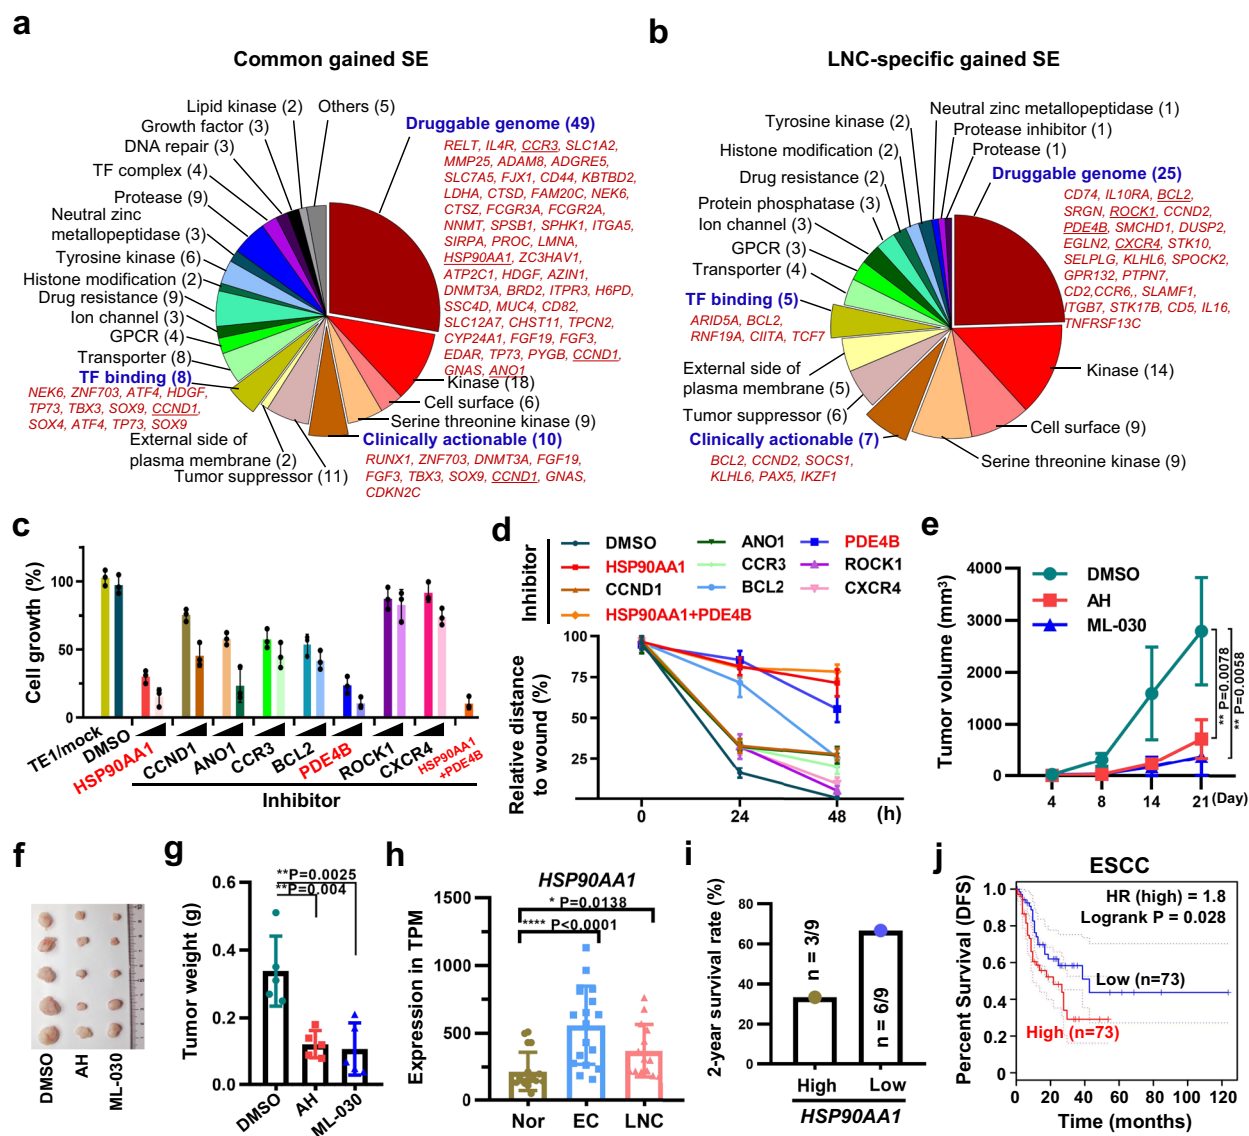 a
Common gained SE
Lipid kinase (2)
Others (5)
Growth factor (3)
DNA repair (3)
TF complex (4)
Protease (9)
Neutral zinc
metallopeptidase (3)
Tyrosine kinase (6)
Histone modification (2)
Drug resistance (9)
Ion channel (3)
GPCR (4)
Transporter (8)
TF binding (8)
NEK6, ZNF703, ATF4, HDGF,
TP73, TBX3, SOX9, CCND1,
SOX4, ATF4, TP73, SOX9
External side of
plasma membrane (2)
Tumor suppressor (11)
Druggable genome (49)
RELT, IL4R, CCR3, SLC1A2,
MMP25, ADAM8, ADGRE5,
SLC7A5, FJX1, CD44, KBTBD2,
LDHA, CTSD, FAM20C, NEK6,
CTSZ, FCGR3A, FCGR2A,
NNMT, SPSB1, SPHK1, ITGA5,
SIRPA, PROC, LMNA,
HSP90AA1, ZC3HAV1,
ATP2C1, HDGF, AZIN1,
DNMT3A, BRD2, ITPR3, H6PD,
SSC4D, MUC4, CD82,
SLC12A7, CHST11, TPCN2,
CYP24A1, FGF19, FGF3,
EDAR, TP73, PYGB, CCND1,
GNAS, ANO1
Kinase (18)
Cell surface (6)
Serine threonine kinase (9)
Clinically actionable (10)
RUNX1, ZNF703, DNMT3A, FGF19,
FGF3, TBX3, SOX9, CCND1, GNAS,
CDKN2C
b
LNC-specific gained SE
Neutral zinc metallopeptidase (1)
Tyrosine kinase (2)
Protease inhibitor (1)
Histone modification (2)
Protease (1)
Drug resistance (2)
Protein phosphatase (3)
Ion channel (3)
GPCR (3)
Transporter (4)
TF binding (5)
ARID5A, BCL2,
RNF19A, CIITA, TCF7
External side of
plasma membrane (5)
Tumor suppressor (6)
Clinically actionable (7)
BCL2, CCND2, SOCS1,
KLHL6, PAX5, IKZF1
Druggable genome (25)
CD74, IL10RA, BCL2,
SRGN, ROCK1, CCND2,
PDE4B, SMCHD1, DUSP2,
EGLN2, CXCR4, STK10,
SELPLG, KLHL6, SPOCK2,
GPR132, PTPN7,
CD2,CCR6,, SLAMF1,
ITGB7, STK17B, CD5, IL16,
TNFRSF13C
Kinase (14)
Cell surface (9)
Serine threonine kinase (9)
c
Cell growth (%)
100
50
0
TE1/mock
DMSO
HSP90AA1
CCND1
ANO1
CCR3
BCL2
PDE4B
ROCK1
CXCR4
HSP90AA1
+PDE4B
Inhibitor
d
Inhibitor
DMSO
HSP90AA1
CCND1
HSP90AA1+PDE4B
ANO1
CCR3
BCL2
PDE4B
ROCK1
CXCR4
Relative distance
to wound (%)
100
75
50
25
0
24
48
(h)
e
Tumor volume (mm³)
4000
3000
2000
1000
0
DMSO
AH
ML-030
** P=0.0078
** P=0.0058
4
8
14
21
(Day)
f
DMSO
AH
ML-030
g
Tumor weight (g)
0.6
0.4
0.2
0.0
**P=0.0025
**P=0.004
DMSO
AH
ML-030
h
HSP90AA1
Expression in TPM
1500
1000
500
0
* P=0.0138
**** P<0.0001
Nor
EC
LNC
i
2-year survival rate (%)
80
60
40
20
0
n = 3/9
n = 6/9
High
Low
HSP90AA1
j
ESCC
HR (high) = 1.8
Logrank P = 0.028
Percent Survival (DFS)
1.0
0.8
0.6
0.4
0.2
0.0
Low (n=73)
High (n=73)
0
20
40
60
80
100
120
Time (months)